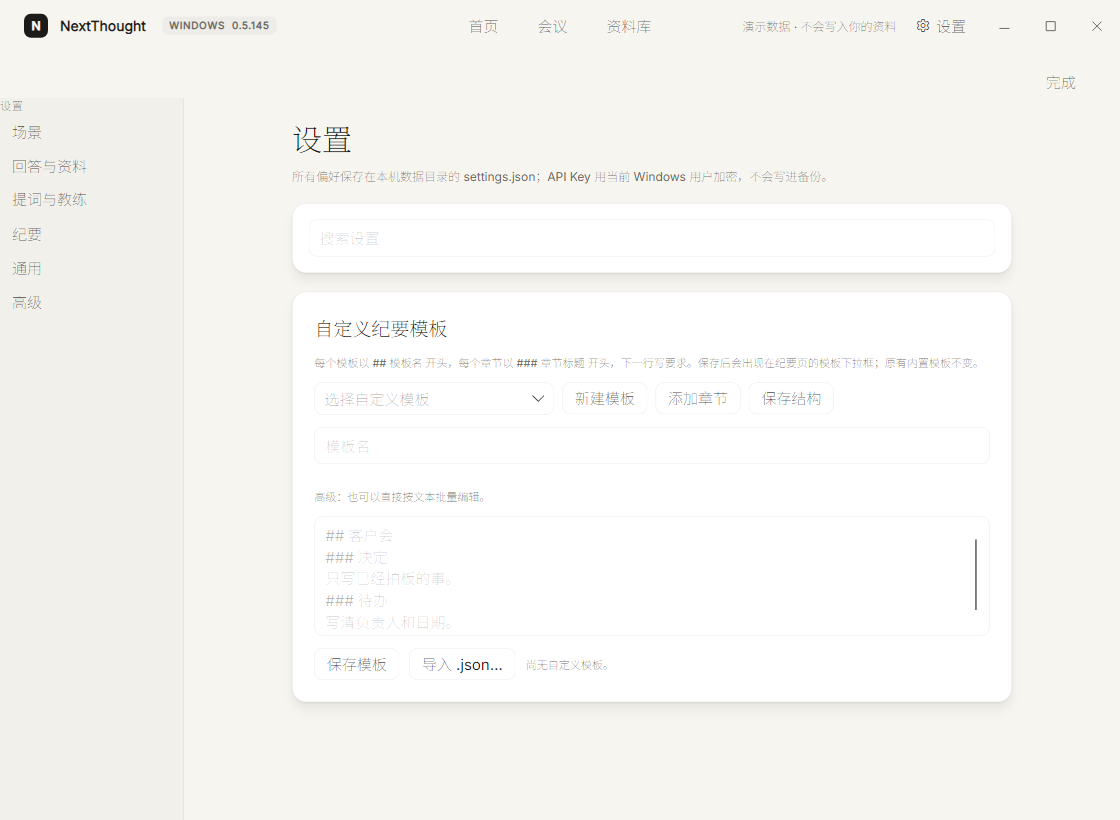 N NextThought WINDOWS 0.5.145 首页 会议 资料库 演示数据 · 不会写入你的资料 设置
完成
设置
场景
回答与资料
提词与教练
纪要
通用
高级
设置
所有偏好保存在本机数据目录的 settings.json；API Key 用当前 Windows 用户加密，不会写进备份。
搜索设置
自定义纪要模板
每个模板以 ## 模板名 开头，每个章节以 ### 章节标题 开头，下一行写要求。保存后会出现在纪要页的模板下拉框；原有内置模板不变。
选择自定义模板 新建模板 添加章节 保存结构
模板名
高级：也可以直接按文本批量编辑。
## 客户会
### 决定
只写已经拍板的事。
### 待办
写清负责人和日期。
保存模板 导入 .json... 尚无自定义模板。